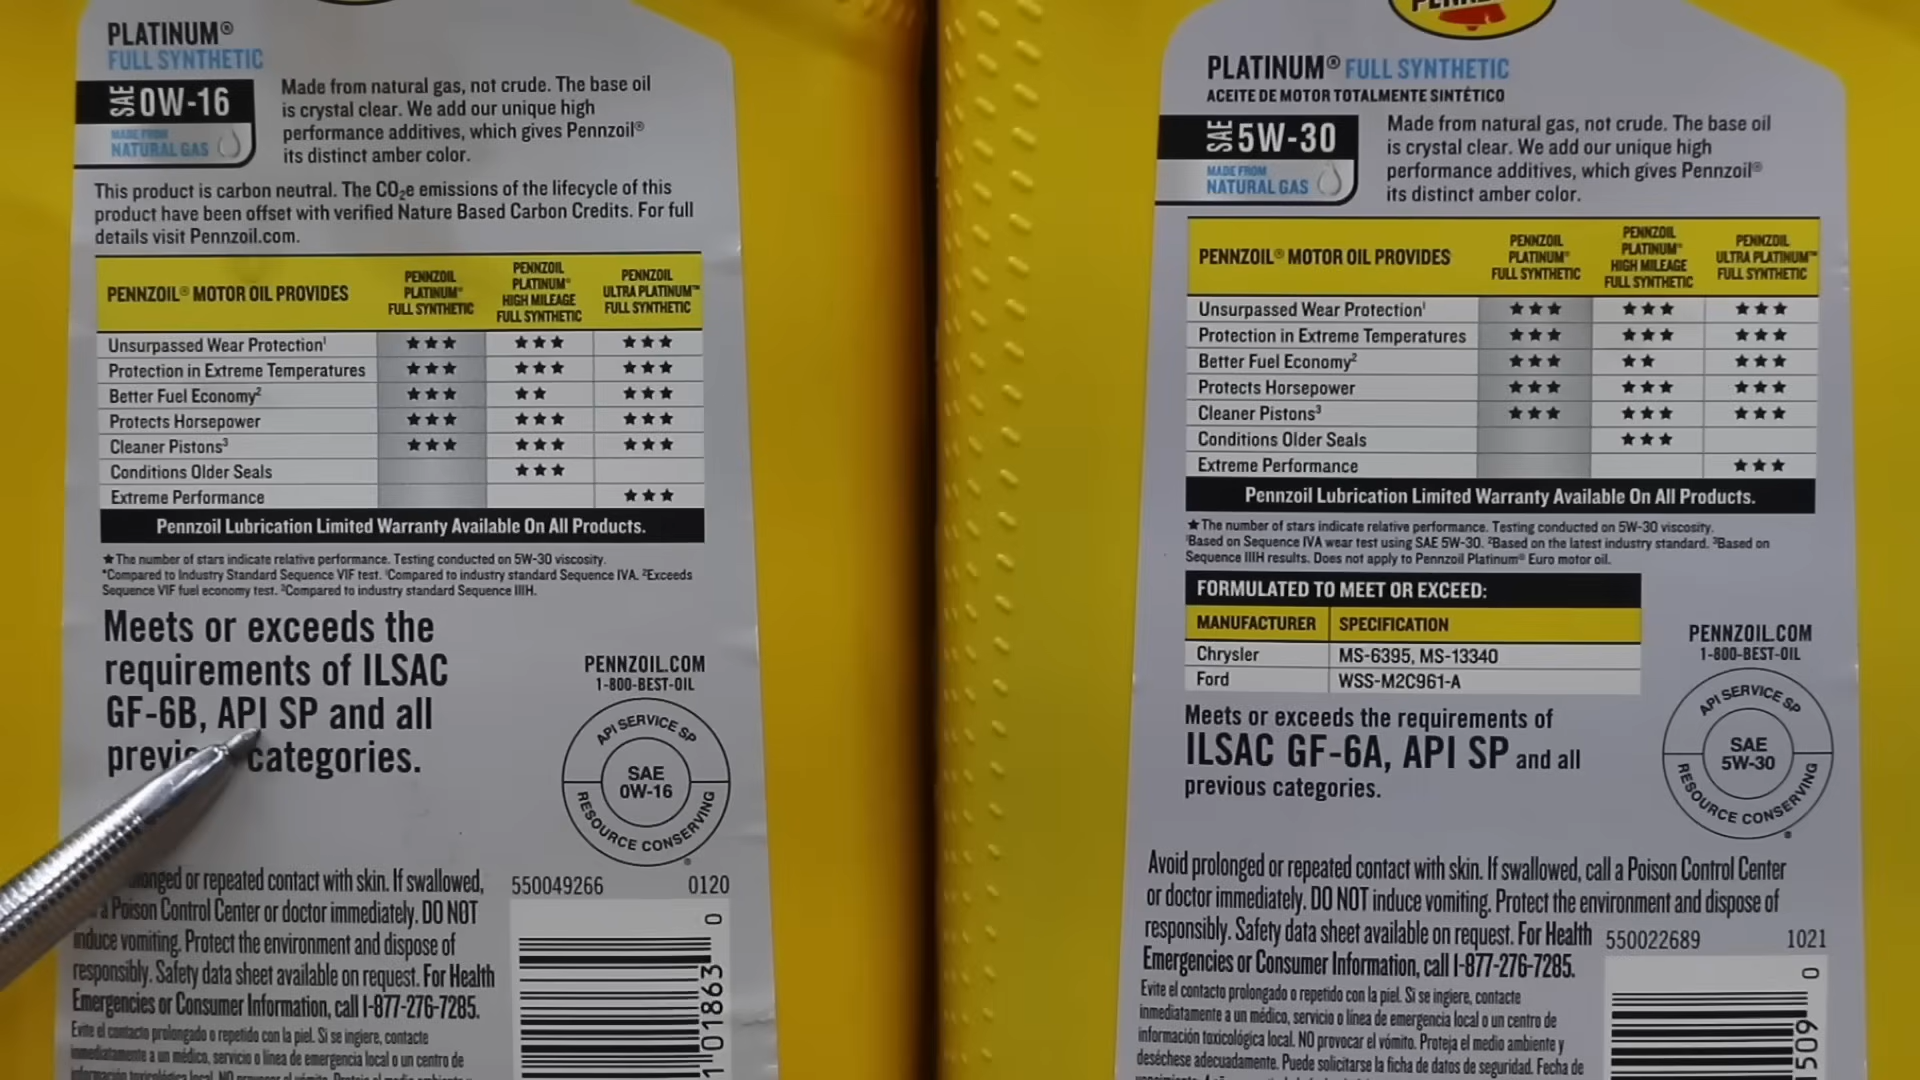 PLATINUM®
FULL SYNTHETIC
SAE 0W-16
MADE FROM
NATURAL GAS
Made from natural gas, not crude. The base oil
is crystal clear. We add our unique high
performance additives, which gives Pennzoil®
its distinct amber color.
This product is carbon neutral. The CO₂e emissions of the lifecycle of this
product have been offset with verified Nature Based Carbon Credits. For full
details visit Pennzoil.com.
PENNZOIL® MOTOR OIL PROVIDES
PENNZOIL
PLATINUM®
FULL SYNTHETIC
PENNZOIL
PLATINUM®
HIGH MILEAGE
FULL SYNTHETIC
PENNZOIL
ULTRA PLATINUM™
FULL SYNTHETIC
Unsurpassed Wear Protection¹ ★★★ ★★★ ★★★
Protection in Extreme Temperatures ★★★ ★★★ ★★★
Better Fuel Economy² ★★★ ★★ ★★★
Protects Horsepower ★★★ ★★★ ★★★
Cleaner Pistons³ ★★★ ★★★ ★★★
Conditions Older Seals ★★★
Extreme Performance ★★★
Pennzoil Lubrication Limited Warranty Available On All Products.
★The number of stars indicate relative performance. Testing conducted on 5W-30 viscosity.
*Compared to Industry Standard Sequence VIF test. ¹Compared to industry standard Sequence IVA. ²Exceeds
Sequence VIF fuel economy test. ³Compared to industry standard Sequence IIIH.
Meets or exceeds the
requirements of ILSAC
GF-6B, API SP and all
categories.
PENNZOIL.COM
1-800-BEST-OIL
API SERVICE SP
SAE
0W-16
RESOURCE CONSERVING
®
or repeated contact with skin. If swallowed,
a Poison Control Center or doctor immediately. DO NOT
induce vomiting. Protect the environment and dispose of
responsibly. Safety data sheet available on request. For Health
Emergencies or Consumer Information, call 1-877-276-7285.
Evite el contacto prolongado o repetido con la piel. Si se ingiere, contacte
inmediatamente a un médico, servicio o línea de emergencia local o un centro de
550049266 0120
101863 0
PLATINUM® FULL SYNTHETIC
ACEITE DE MOTOR TOTALMENTE SINTÉTICO
SAE 5W-30
MADE FROM
NATURAL GAS
Made from natural gas, not crude. The base oil
is crystal clear. We add our unique high
performance additives, which gives Pennzoil®
its distinct amber color.
PENNZOIL® MOTOR OIL PROVIDES
PENNZOIL
PLATINUM®
FULL SYNTHETIC
PENNZOIL
PLATINUM®
HIGH MILEAGE
FULL SYNTHETIC
PENNZOIL
ULTRA PLATINUM™
FULL SYNTHETIC
Unsurpassed Wear Protection¹ ★★★ ★★★ ★★★
Protection in Extreme Temperatures ★★★ ★★★ ★★★
Better Fuel Economy² ★★★ ★★ ★★★
Protects Horsepower ★★★ ★★★ ★★★
Cleaner Pistons³ ★★★ ★★★ ★★★
Conditions Older Seals ★★★
Extreme Performance ★★★
Pennzoil Lubrication Limited Warranty Available On All Products.
★The number of stars indicate relative performance. Testing conducted on 5W-30 viscosity.
¹Based on Sequence IVA wear test using SAE 5W-30. ²Based on the latest industry standard. ³Based on
Sequence IIIH results. Does not apply to Pennzoil Platinum® Euro motor oil.
FORMULATED TO MEET OR EXCEED:
MANUFACTURER SPECIFICATION
Chrysler MS-6395, MS-13340
Ford WSS-M2C961-A
Meets or exceeds the requirements of
ILSAC GF-6A, API SP and all
previous categories.
PENNZOIL.COM
1-800-BEST-OIL
API SERVICE SP
SAE
5W-30
RESOURCE CONSERVING
®
Avoid prolonged or repeated contact with skin. If swallowed, call a Poison Control Center
or doctor immediately. DO NOT induce vomiting. Protect the environment and dispose of
responsibly. Safety data sheet available on request. For Health
Emergencies or Consumer Information, call 1-877-276-7285.
Evite el contacto prolongado o repetido con la piel. Si se ingiere, contacte
inmediatamente a un médico, servicio o línea de emergencia local o un centro de
información toxicológica local. NO provocar el vómito. Proteja el medio ambiente y
deséchese adecuadamente. Puede solicitarse la ficha de datos de seguridad. Fecha de
550022689 1021
509 0